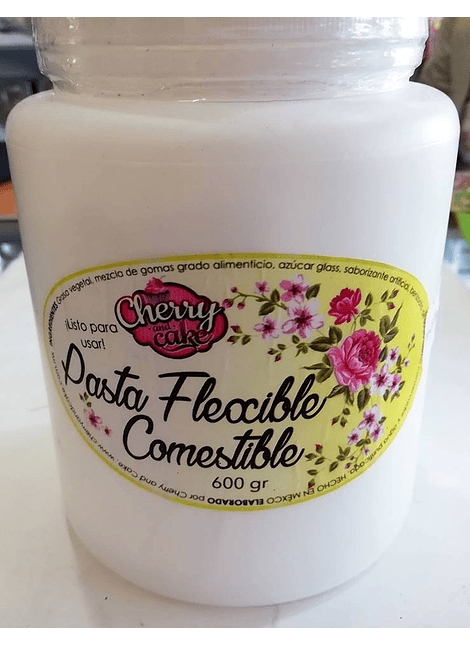 INGREDIENTES Grasa vegetal, mezcla de gomas grado alimenticio, azúcar glass, saborizante artificial,
Cherry
and
cake
¡Listo para
usar!
Pasta Flexible
Comestible
600 gr
HECHO EN MÉXICO ELABORADO por Cherry and Cake